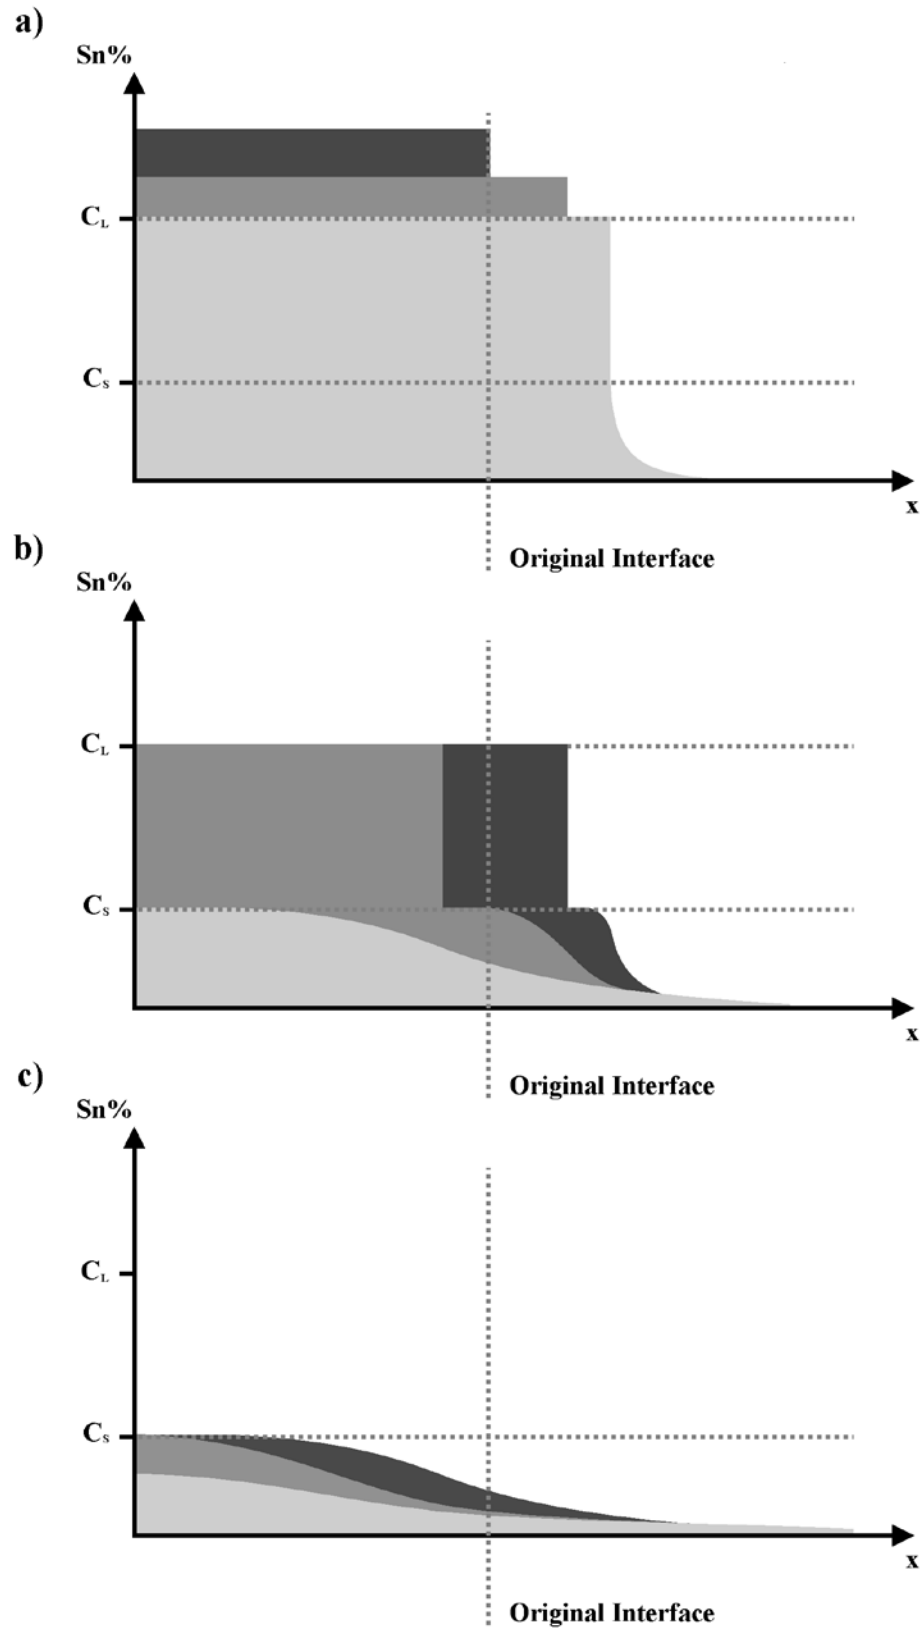 a)
Sn%
CL
Cs
x
Original Interface
b)
Sn%
CL
Cs
x
Original Interface
c)
Sn%
CL
Cs
x
Original Interface